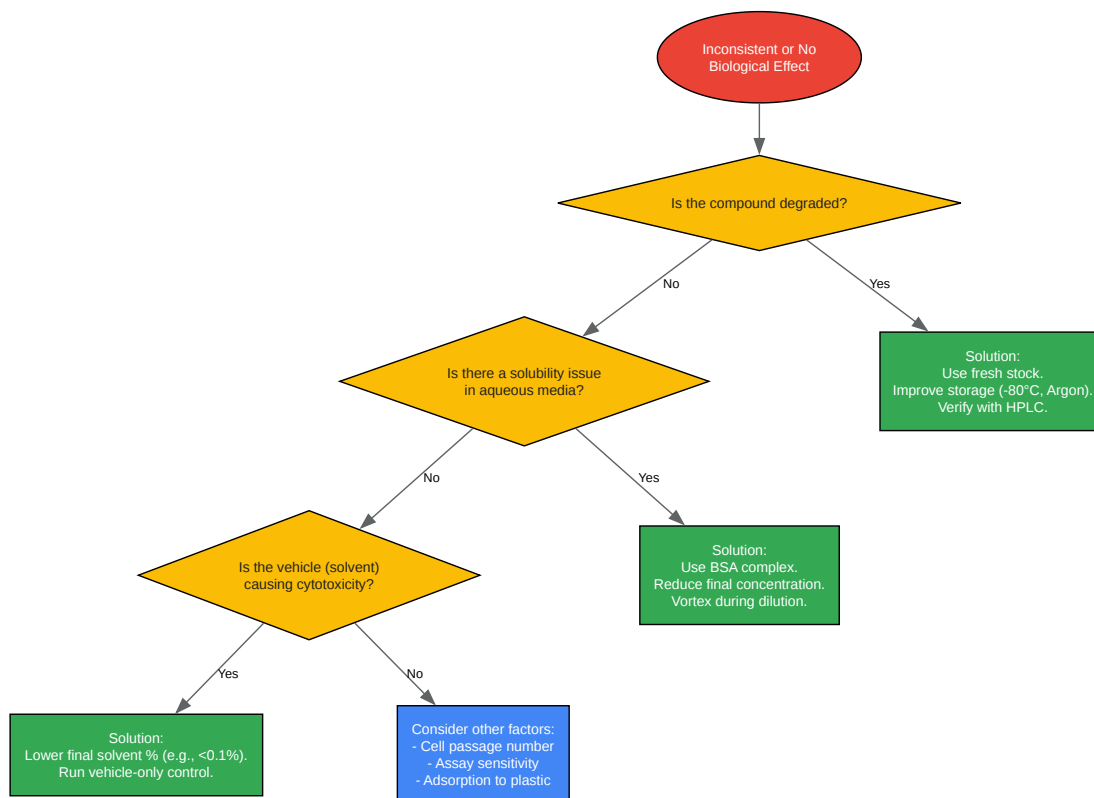 Inconsistent or No
Biological Effect
Is the compound degraded?
No
Yes
Is there a solubility issue
in aqueous media?
Solution:
Use fresh stock.
Improve storage (-80°C, Argon).
Verify with HPLC.
No
Yes
Is the vehicle (solvent)
causing cytotoxicity?
Solution:
Use BSA complex.
Reduce final concentration.
Vortex during dilution.
Yes
No
Solution:
Lower final solvent % (e.g., <0.1%).
Run vehicle-only control.
Consider other factors:
- Cell passage number
- Assay sensitivity
- Adsorption to plastic